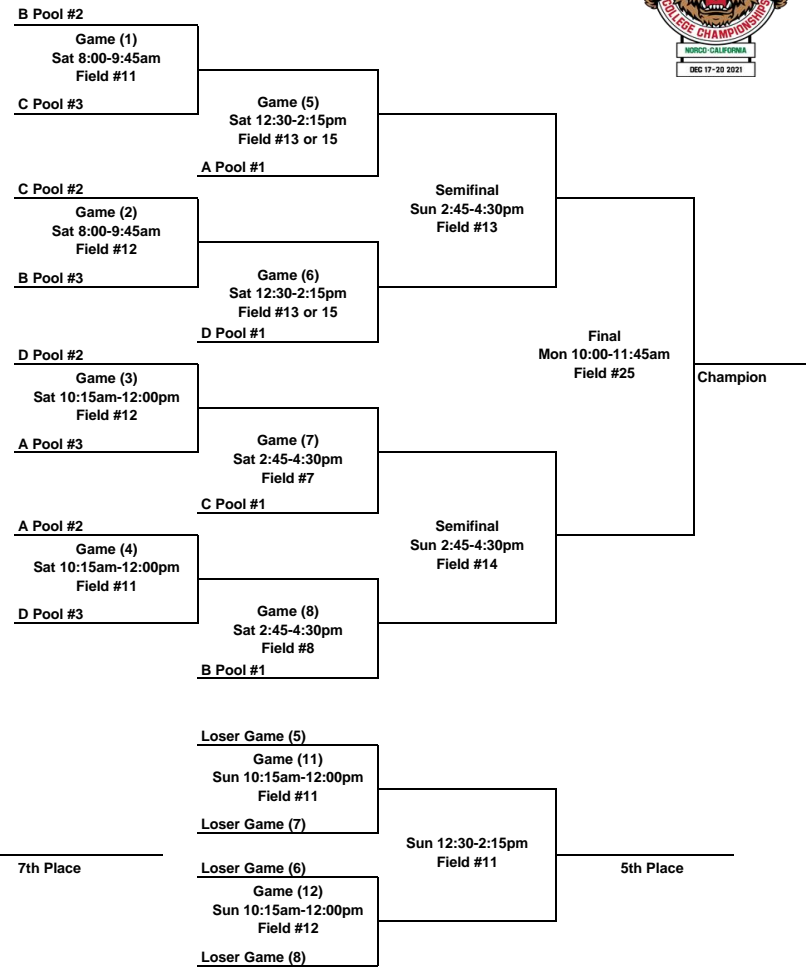 COLLEGE CHAMPIONSHIPS
NORCO-CALIFORNIA
DEC 17-20 2021
B Pool #2
Game (1)
Sat 8:00-9:45am
Field #11
C Pool #3
Game (5)
Sat 12:30-2:15pm
Field #13 or 15
A Pool #1
C Pool #2
Game (2)
Sat 8:00-9:45am
Field #12
B Pool #3
Semifinal
Sun 2:45-4:30pm
Field #13
Game (6)
Sat 12:30-2:15pm
Field #13 or 15
D Pool #1
Final
Mon 10:00-11:45am
Field #25
Champion
D Pool #2
Game (3)
Sat 10:15am-12:00pm
Field #12
A Pool #3
Game (7)
Sat 2:45-4:30pm
Field #7
C Pool #1
A Pool #2
Game (4)
Sat 10:15am-12:00pm
Field #11
D Pool #3
Semifinal
Sun 2:45-4:30pm
Field #14
Game (8)
Sat 2:45-4:30pm
Field #8
B Pool #1
Loser Game (5)
Game (11)
Sun 10:15am-12:00pm
Field #11
Loser Game (7)
Sun 12:30-2:15pm
Field #11
7th Place
5th Place
Loser Game (6)
Game (12)
Sun 10:15am-12:00pm
Field #12
Loser Game (8)